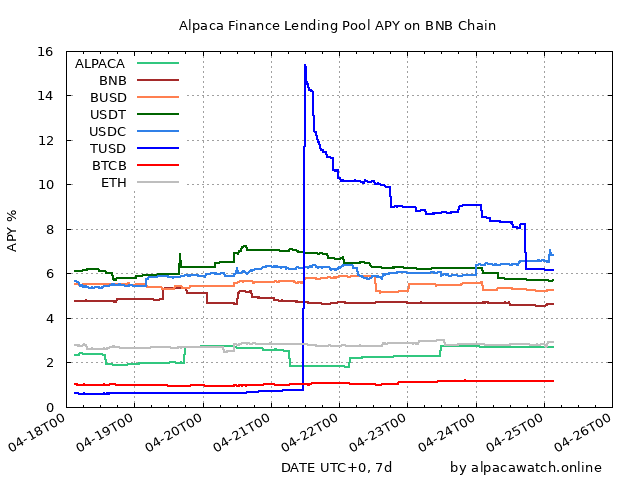 Alpaca Finance Lending Pool APY on BNB Chain
APY %
16
14
12
10
8
6
4
2
0
ALPACA
BNB
BUSD
USDT
USDC
TUSD
BTCB
ETH
04-18T00
04-19T00
04-20T00
04-21T00
04-22T00
04-23T00
04-24T00
04-25T00
04-26T00
DATE UTC+0, 7d
by alpacawatch.online